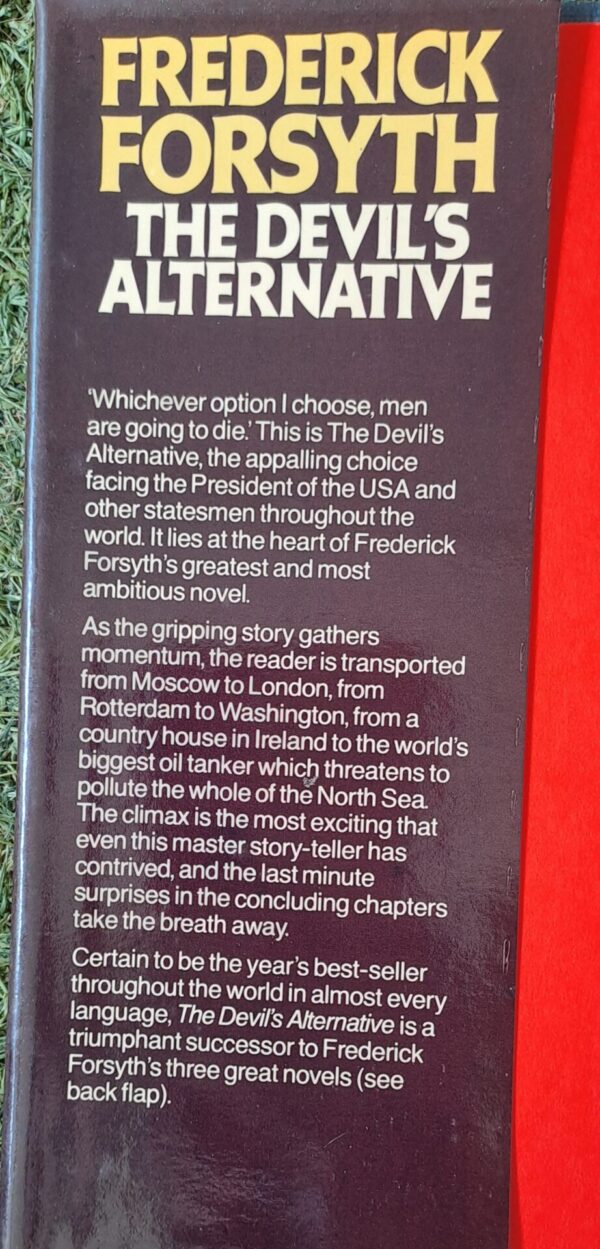 FREDERICK
FORSYTH
THE DEVIL'S
ALTERNATIVE
'Whichever option I choose, men
are going to die.' This is The Devil's
Alternative, the appalling choice
facing the President of the USA and
other statesmen throughout the
world. It lies at the heart of Frederick
Forsyth's greatest and most
ambitious novel.
As the gripping story gathers
momentum, the reader is transported
from Moscow to London, from
Rotterdam to Washington, from a
country house in Ireland to the world's
biggest oil tanker which threatens to
pollute the whole of the North Sea.
The climax is the most exciting that
even this master story-teller has
contrived, and the last minute
surprises in the concluding chapters
take the breath away.
Certain to be the year's best-seller
throughout the world in almost every
language, The Devil's Alternative is a
triumphant successor to Frederick
Forsyth's three great novels (see
back flap).